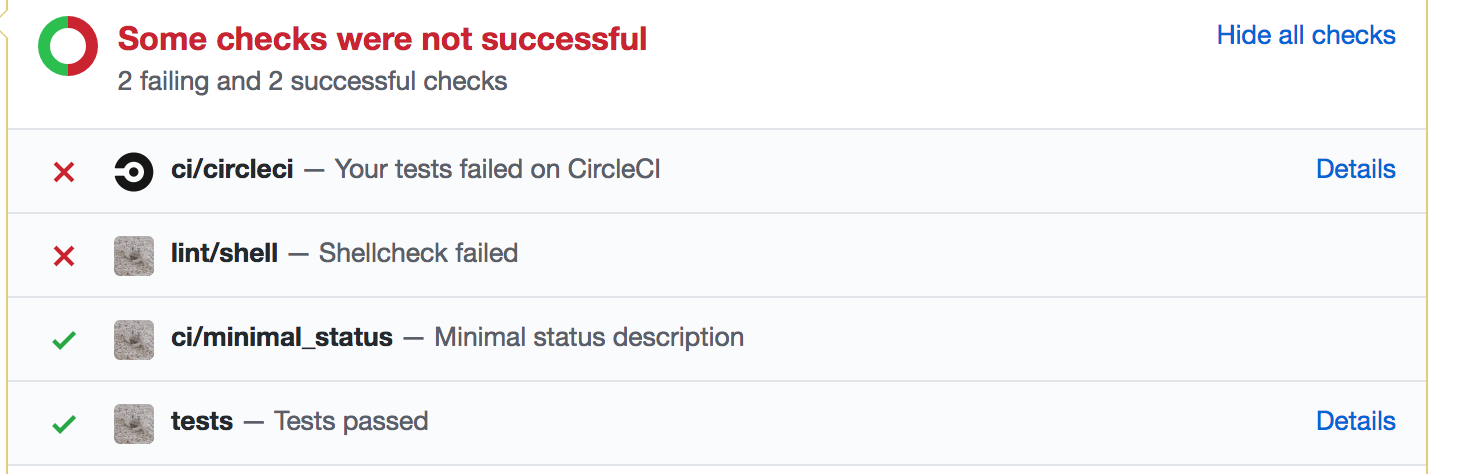 Some checks were not successful
Hide all checks
2 failing and 2 successful checks
ci/circleci — Your tests failed on CircleCI
Details
lint/shell — Shellcheck failed
ci/minimal_status — Minimal status description
tests — Tests passed
Details